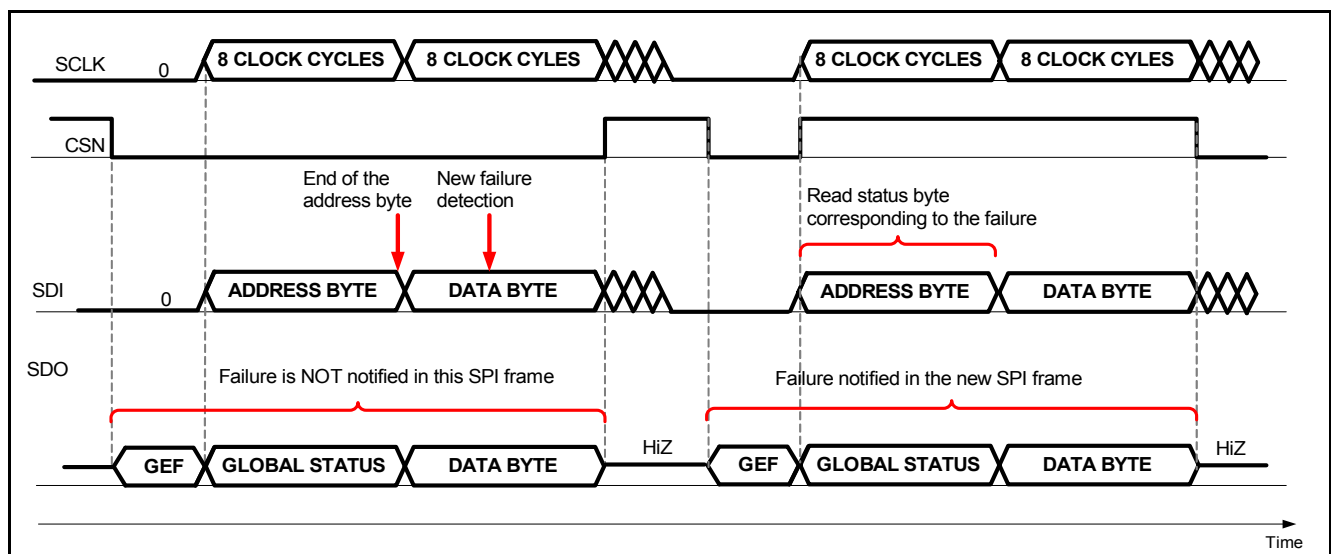 SCLK 0 8 CLOCK CYCLES 8 CLOCK CYLES 8 CLOCK CYCLES 8 CLOCK CYLES
CSN
End of the
address byte
New failure
detection
Read status byte
corresponding to the failure
SDI 0 ADDRESS BYTE DATA BYTE ADDRESS BYTE DATA BYTE
SDO
Failure is NOT notified in this SPI frame
Failure notified in the new SPI frame
GEF GLOBAL STATUS DATA BYTE HiZ GEF GLOBAL STATUS DATA BYTE HiZ
Time